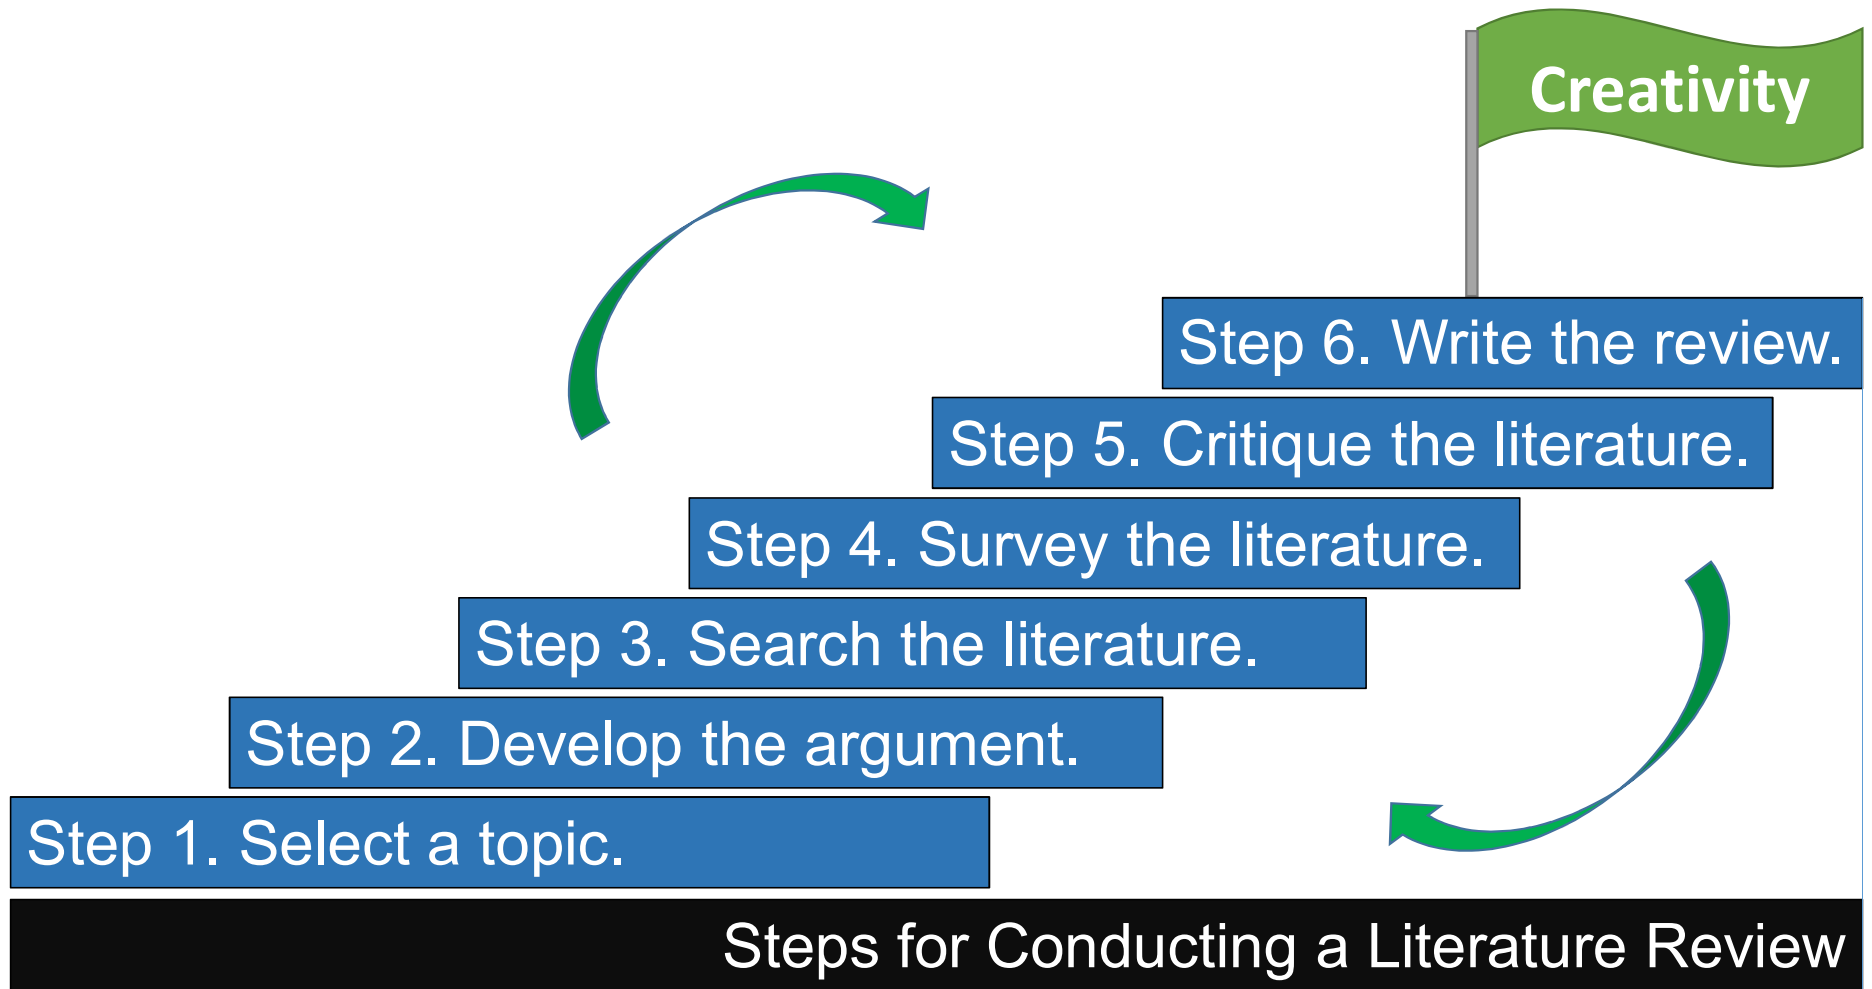 Creativity
Step 6. Write the review.
Step 5. Critique the literature.
Step 4. Survey the literature.
Step 3. Search the literature.
Step 2. Develop the argument.
Step 1. Select a topic.
Steps for Conducting a Literature Review